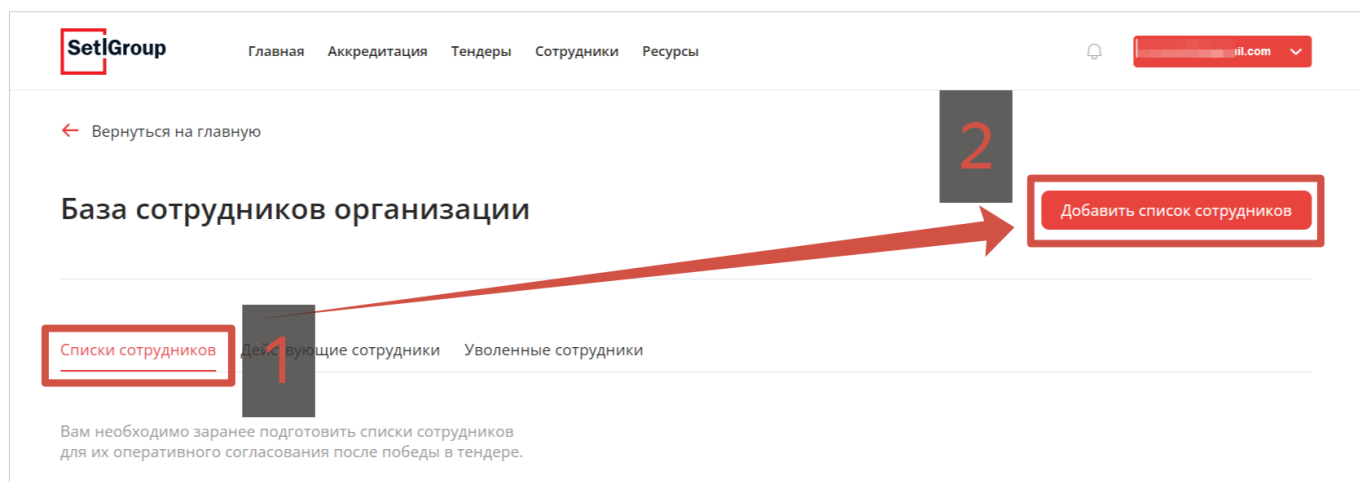 SetlGroup
Главная Аккредитация Тендеры Сотрудники Ресурсы
il.com
Вернуться на главную
2
База сотрудников организации
Добавить список сотрудников
1
Списки сотрудников Действующие сотрудники Уволенные сотрудники
Вам необходимо заранее подготовить списки сотрудников
для их оперативного согласования после победы в тендере.